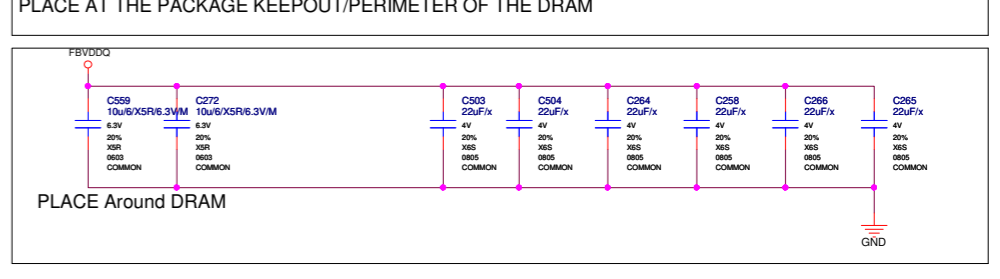 PLACE AT THE PACKAGE KEEPOUT/PERIMETER OF THE DRAM
FBVDDQ
C559
10u/6/X5R/6.3V/M
6.3V
20%
X5R
0603
COMMON
C272
10u/6/X5R/6.3V/M
6.3V
20%
X5R
0603
COMMON
C503
22uF/x
4V
20%
X6S
0805
COMMON
C504
22uF/x
4V
20%
X6S
0805
COMMON
C264
22uF/x
4V
20%
X6S
0805
COMMON
C258
22uF/x
4V
20%
X6S
0805
COMMON
C266
22uF/x
4V
20%
X6S
0805
COMMON
C265
22uF/x
4V
20%
X6S
0805
COMMON
PLACE Around DRAM
GND